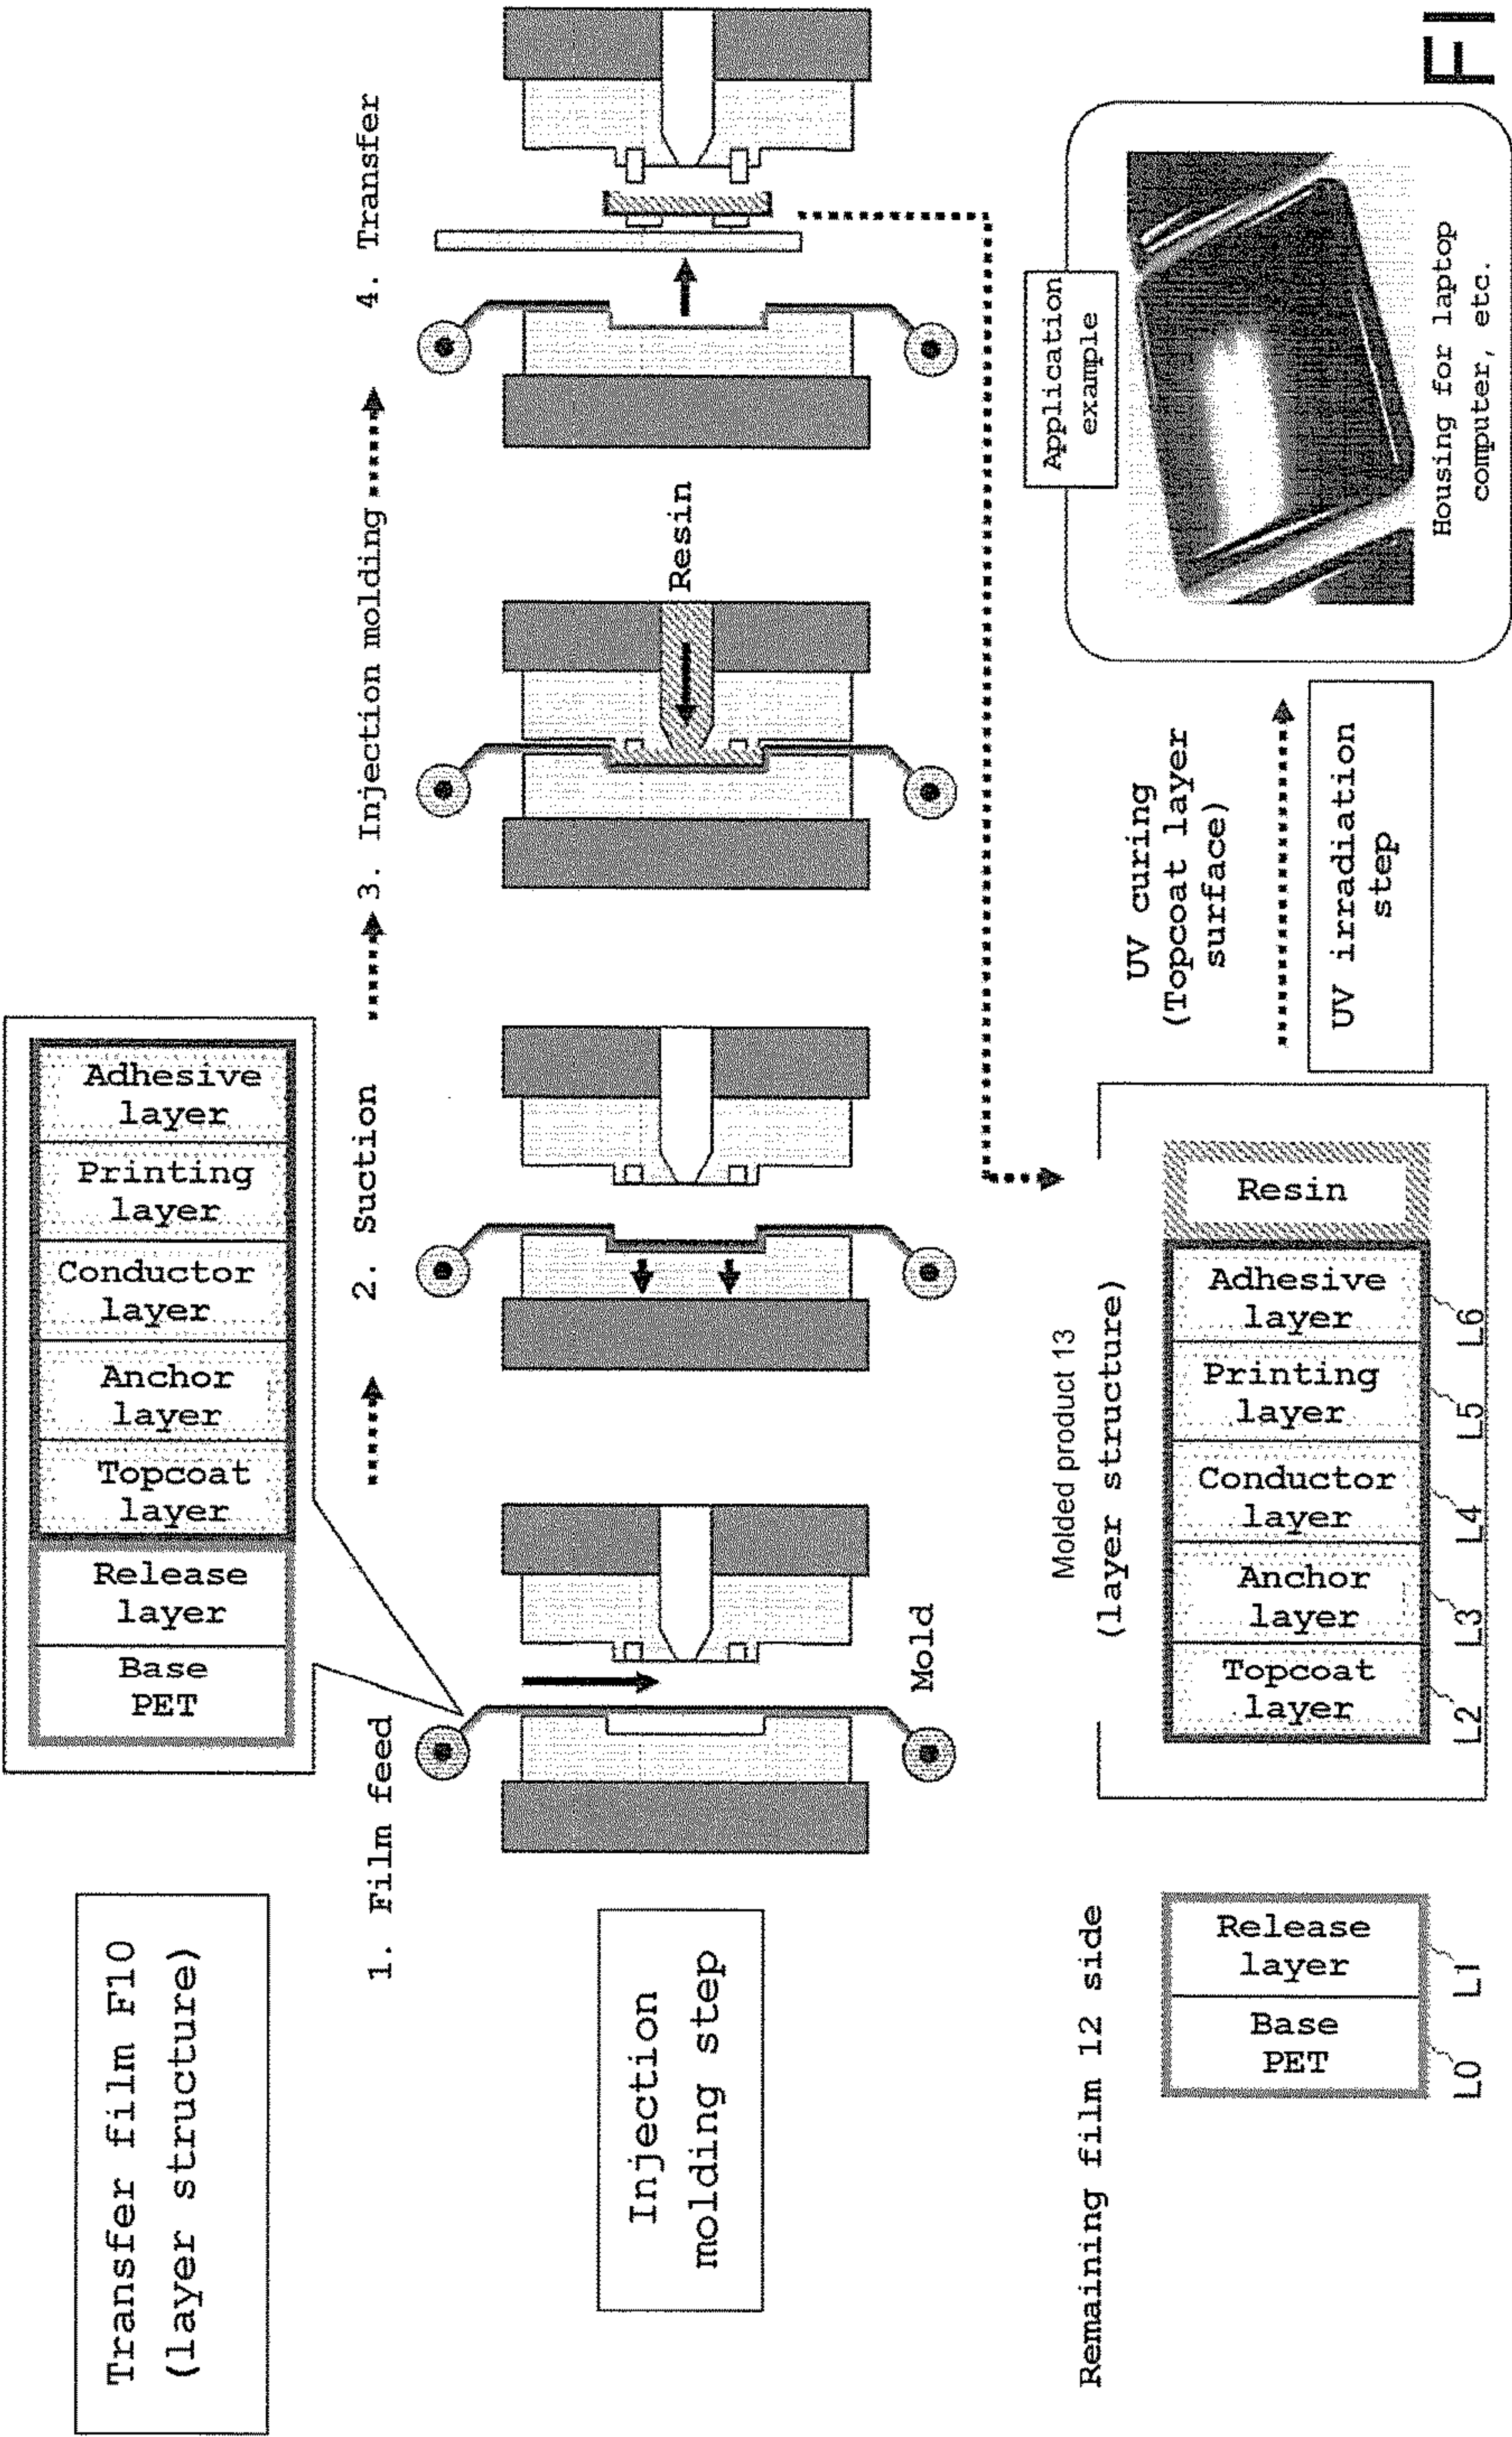 Transfer film F10
(layer structure)
Base
PET
Release
layer
Topcoat
layer
Anchor
layer
Conductor
layer
Printing
layer
Adhesive
layer
1. Film feed
2. Suction
3. Injection molding
4. Transfer
Injection
molding step
Mold
Resin
Remaining film 12 side
Base
PET
Release
layer
L0
L1
Molded product 13
(layer structure)
Topcoat
layer
Anchor
layer
Conductor
layer
Printing
layer
Adhesive
layer
Resin
L2
L3
L4
L5
L6
UV curing
(Topcoat layer
surface)
UV irradiation
step
Application
example
Housing for laptop
computer, etc.